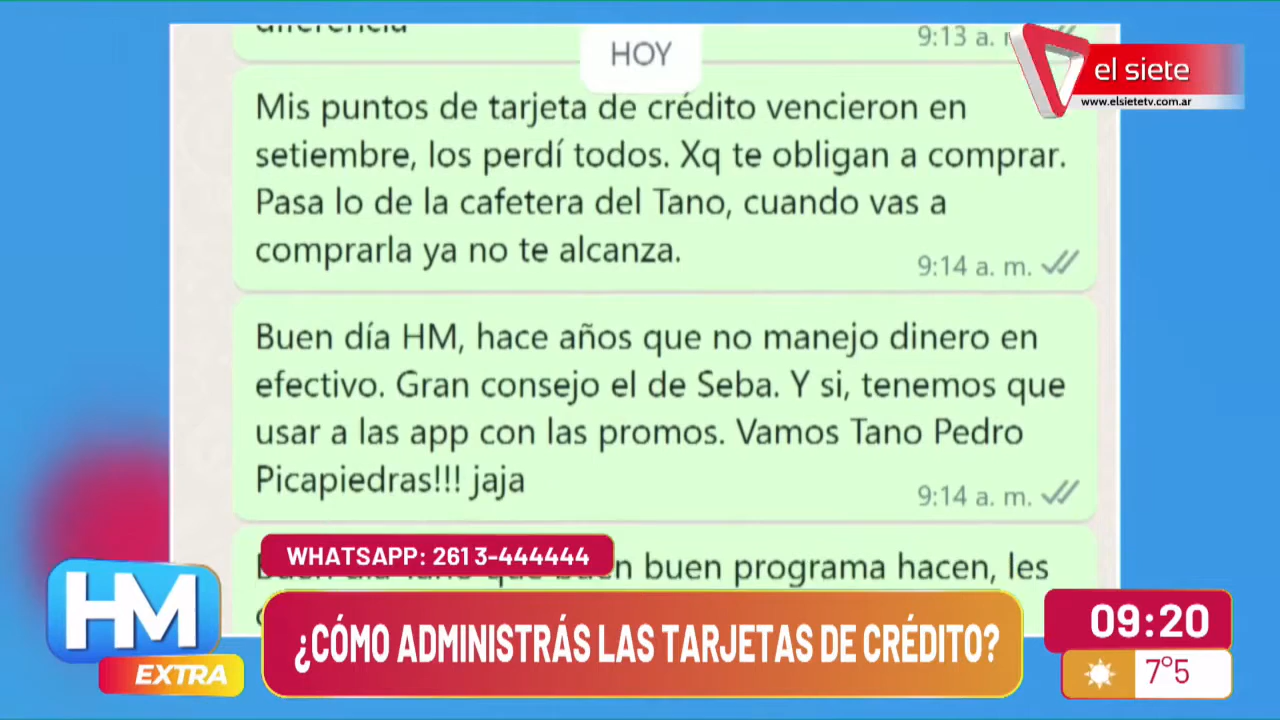 diferencia
9:13 a.
HOY
el siete
www.elsietetv.com.ar
Mis puntos de tarjeta de crédito vencieron en
setiembre, los perdí todos. Xq te obligan a comprar.
Pasa lo de la cafetera del Tano, cuando vas a
comprarla ya no te alcanza.
9:14 a. m.
Buen día HM, hace años que no manejo dinero en
efectivo. Gran consejo el de Seba. Y si, tenemos que
usar a las app con las promos. Vamos Tano Pedro
Picapiedras!!! jaja
9:14 a. m.
buen programa hacen, les
WHATSAPP: 2613-444444
HM
EXTRA
¿CÓMO ADMINISTRÁS LAS TARJETAS DE CRÉDITO?
09:20
7°5